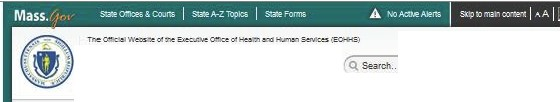 Mass.Gov State Offices & Courts State A-Z Topics State Forms No Active Alerts Skip to main content A A
The Official Website of the Executive Office of Health and Human Services (EOHHS)
Search..